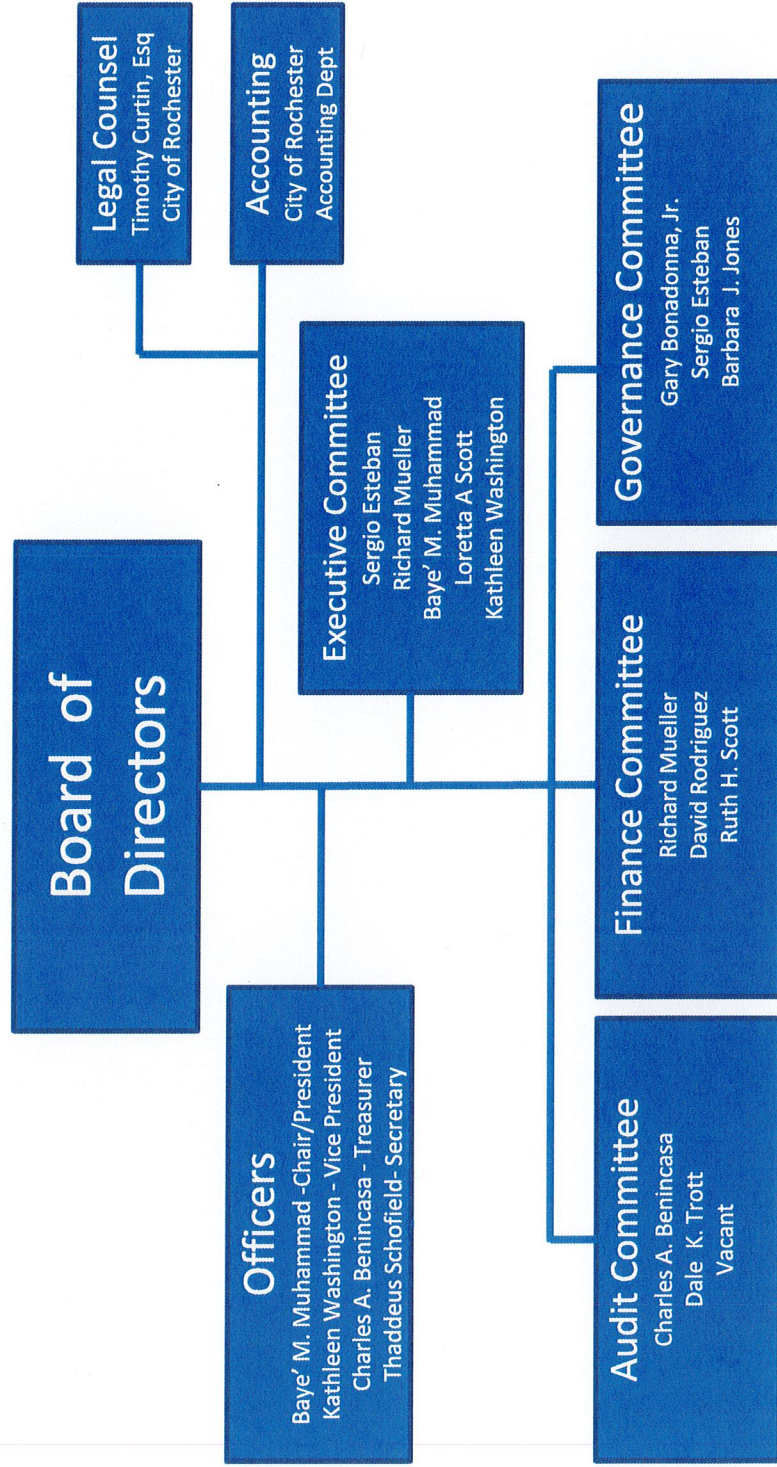 Board of
Directors
Legal Counsel
Timothy Curtin, Esq
City of Rochester
Accounting
City of Rochester
Accounting Dept
Officers
Baye’ M. Muhammad -Chair/President
Kathleen Washington - Vice President
Charles A. Benincasa - Treasurer
Thaddeus Schofield- Secretary
Executive Committee
Sergio Esteban
Richard Mueller
Baye’ M. Muhammad
Loretta A Scott
Kathleen Washington
Audit Committee
Charles A. Benincasa
Dale K. Trott
Vacant
Finance Committee
Richard Mueller
David Rodriguez
Ruth H. Scott
Governance Committee
Gary Bonadonna, Jr.
Sergio Esteban
Barbara J. Jones